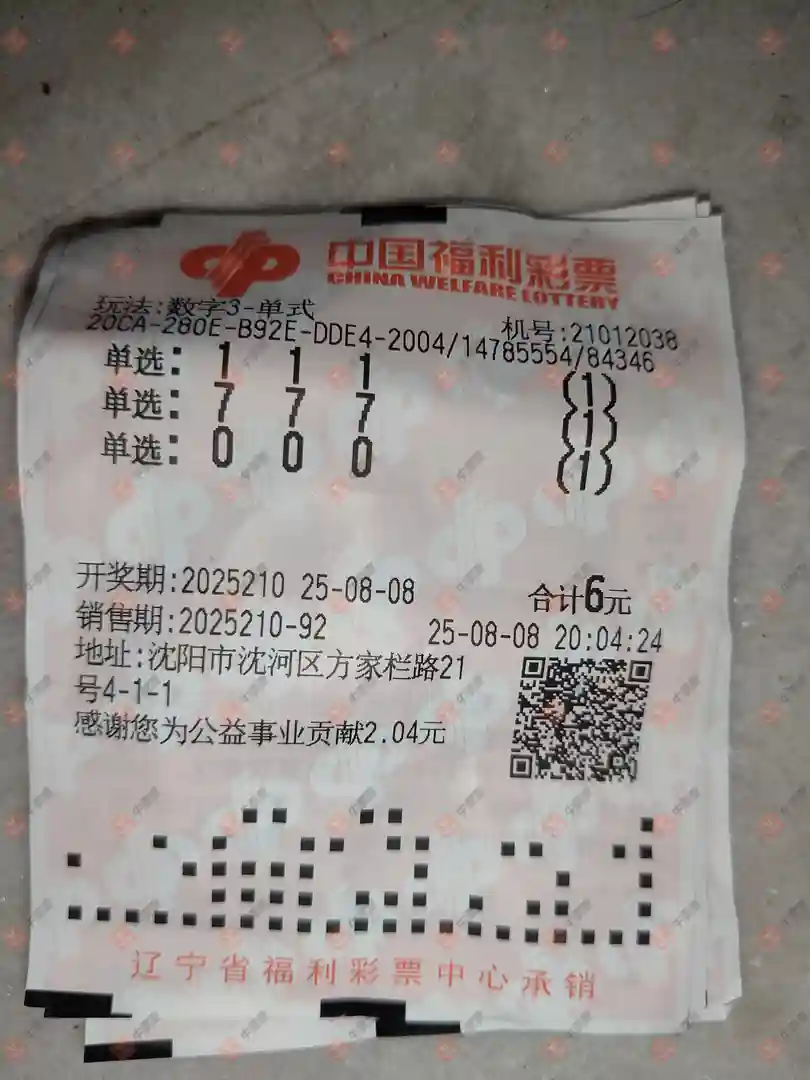 中国福利彩票
CHINA WELFARE LOTTERY
玩法:数字3-单式 机号:21012038
20CA-280E-B92E-DDE4-2004/14785554/84346
单选: 1 1 1 (1)
单选: 7 7 7 (1)
单选: 0 0 0 (1)
开奖期:2025210 25-08-08 合计6元
销售期:2025210-92 25-08-08 20:04:24
地址:沈阳市沈河区方家栏路21
号4-1-1
感谢您为公益事业贡献2.04元
辽宁省福利彩票中心承销